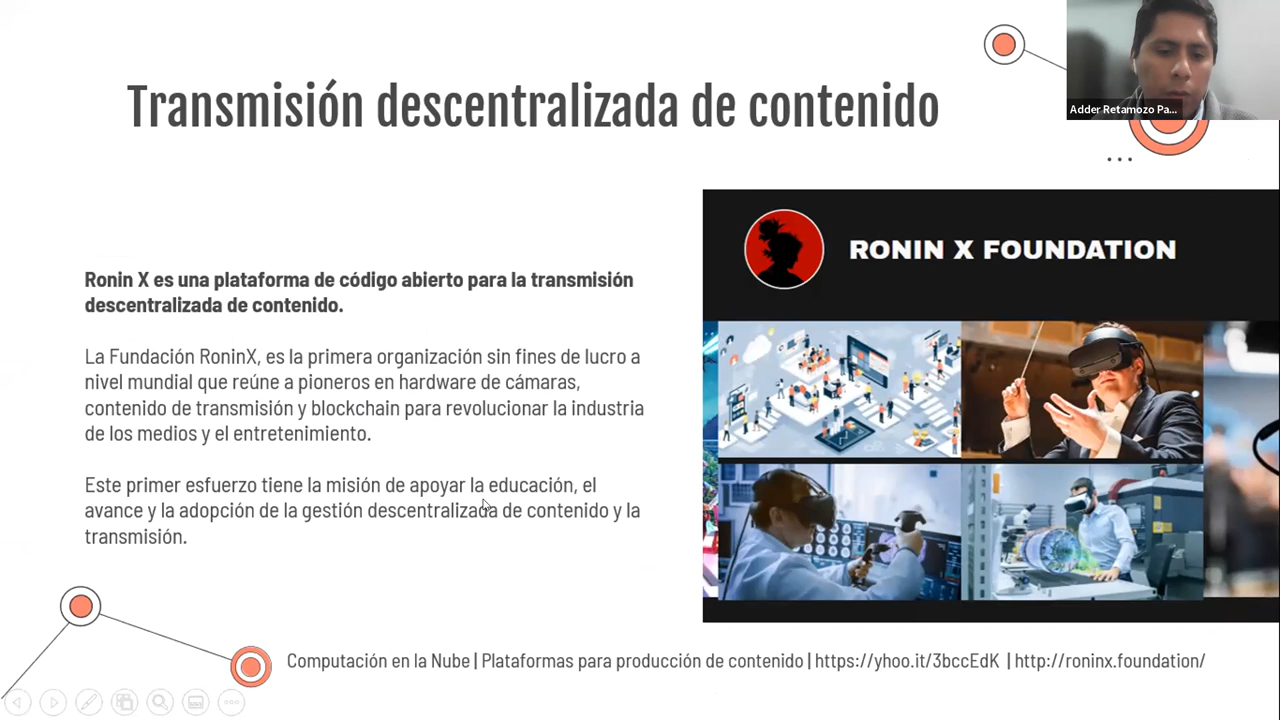 Transmisión descentralizada de contenido
Adder Retamozo Pa...
RONIN X FOUNDATION
Ronin X es una plataforma de código abierto para la transmisión
descentralizada de contenido.
La Fundación RoninX, es la primera organización sin fines de lucro a
nivel mundial que reúne a pioneros en hardware de cámaras,
contenido de transmisión y blockchain para revolucionar la industria
de los medios y el entretenimiento.
Este primer esfuerzo tiene la misión de apoyar la educación, el
avance y la adopción de la gestión descentralizada de contenido y la
transmisión.
Computación en la Nube | Plataformas para producción de contenido | https://yhoo.it/3bccEdK | http://roninx.foundation/